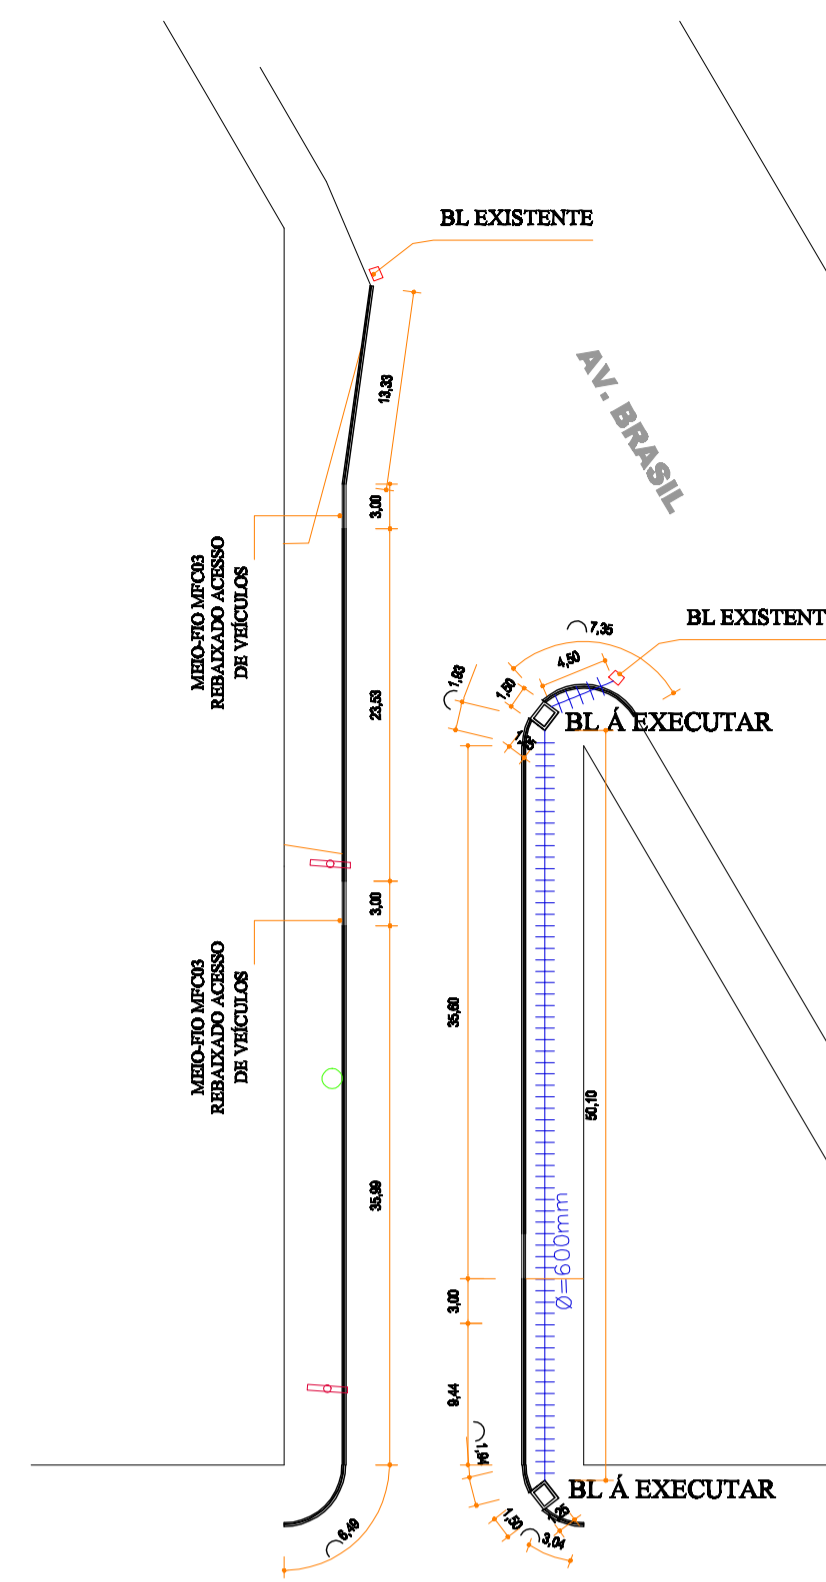 BL EXISTENTE
13,33
AV. BRASIL
3,00
MEIO-FIO MFC03
REBAIXADO ACESSO
DE VEÍCULOS
BL EXISTENT
7,35
4,50
1,93
1,50
BL Á EXECUTAR
23,53
3,00
MEIO-FIO MFC03
REBAIXADO ACESSO
DE VEÍCULOS
35,60
50,10
35,99
Ø=600mm
3,00
9,44
1,94
BL Á EXECUTAR
1,50
3,04
6,49